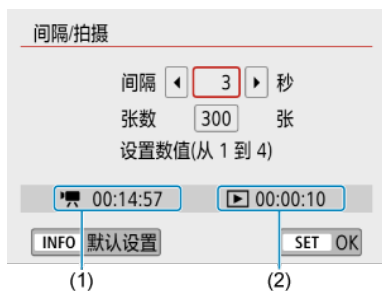 间隔/拍摄
间隔 3 秒
张数 300 张
设置数值(从 1 到 4)
00:14:57 00:00:10
INFO 默认设置 SET OK
(1) (2)